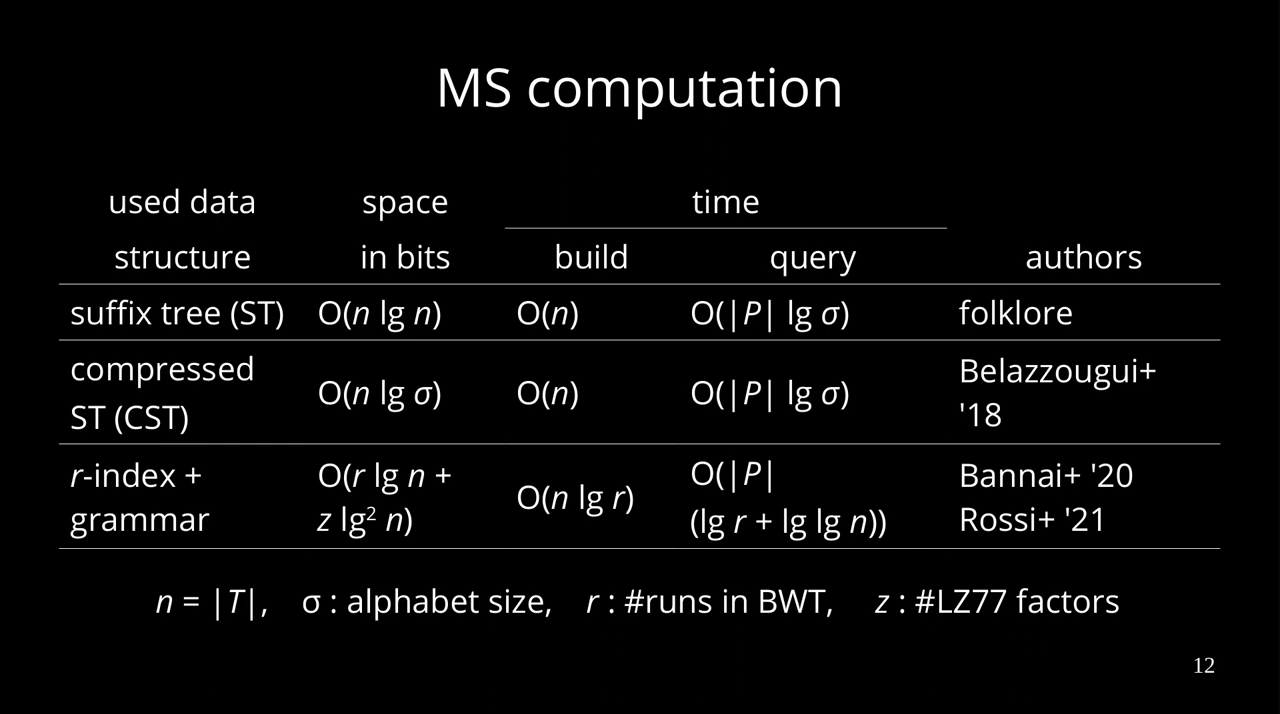 MS computation
used data space time
structure in bits build query authors
suffix tree (ST) O(n lg n) O(n) O(|P| lg σ) folklore
compressed
ST (CST) O(n lg σ) O(n) O(|P| lg σ) Belazzougui+
'18
r-index +
grammar O(r lg n +
z lg² n) O(n lg r) O(|P|
(lg r + lg lg n)) Bannai+ '20
Rossi+ '21
n = |T|, σ : alphabet size, r : #runs in BWT, z : #LZ77 factors
12